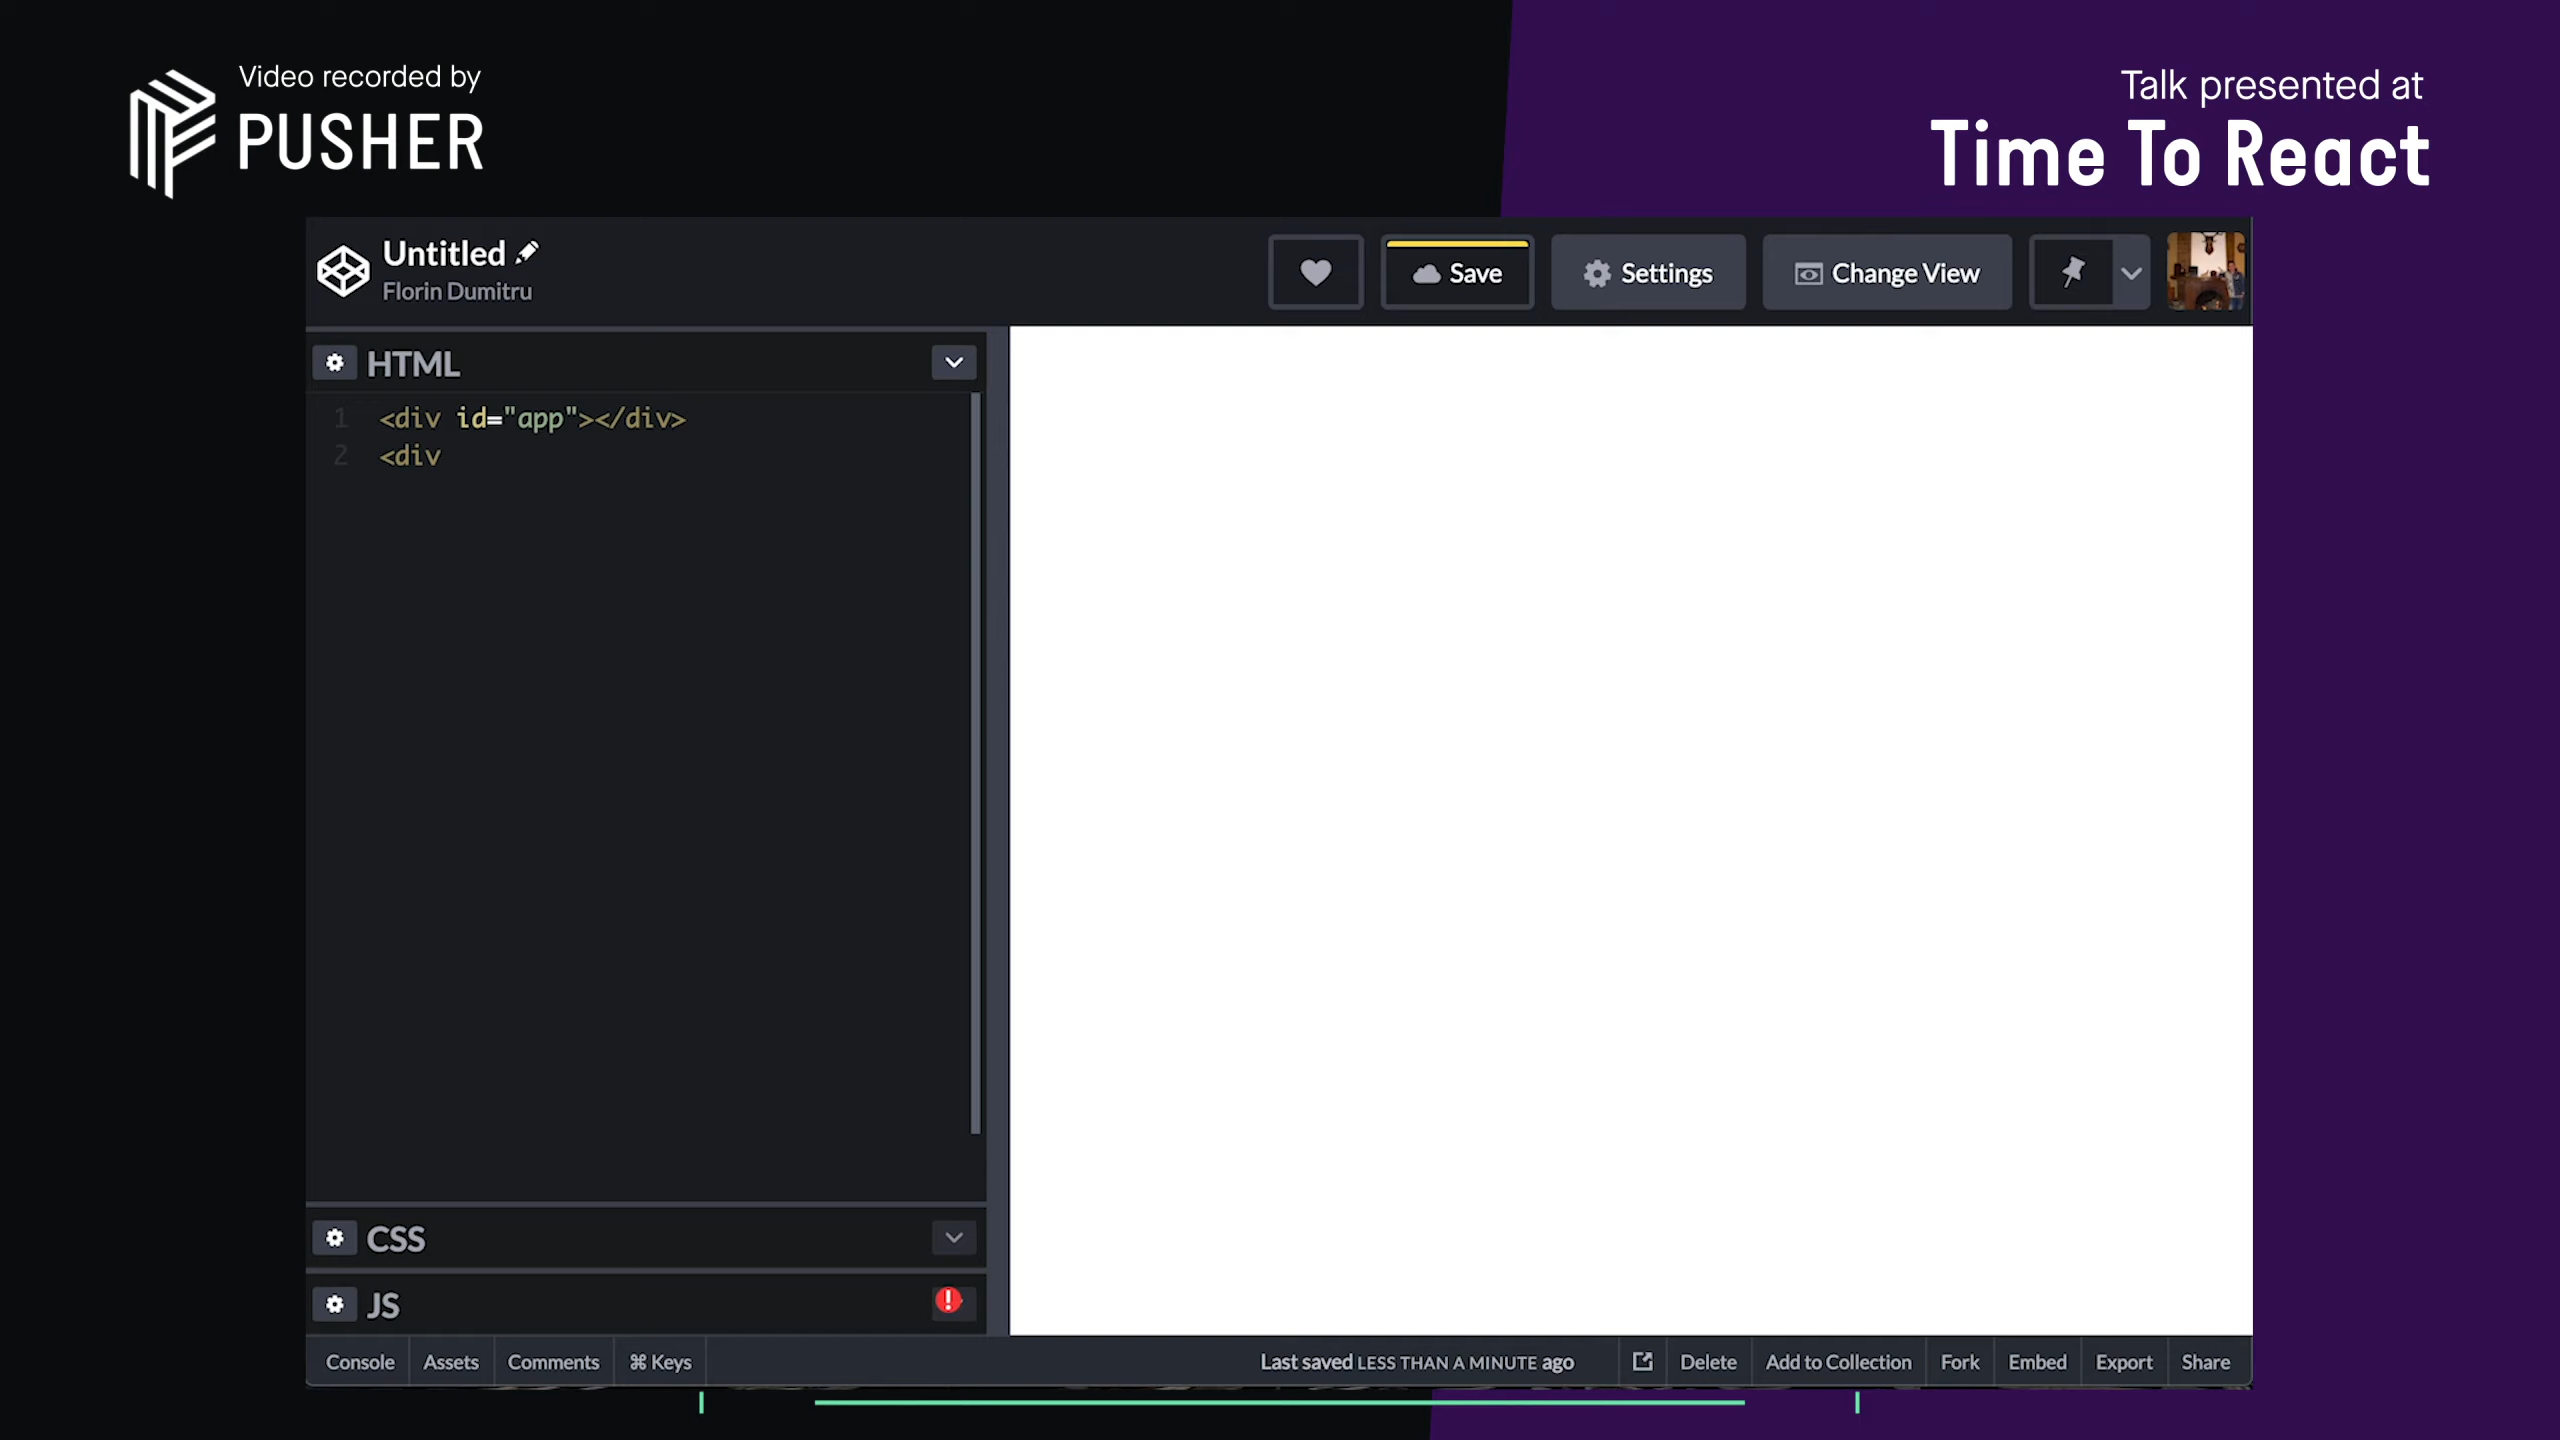 Video recorded by
PUSHER
Talk presented at
Time To React
Untitled
Florin Dumitru
Save
Settings
Change View
HTML
1 <div id="app"></div>
2 <div
CSS
JS
Console
Assets
Comments
⌘ Keys
Last saved LESS THAN A MINUTE ago
Delete
Add to Collection
Fork
Embed
Export
Share